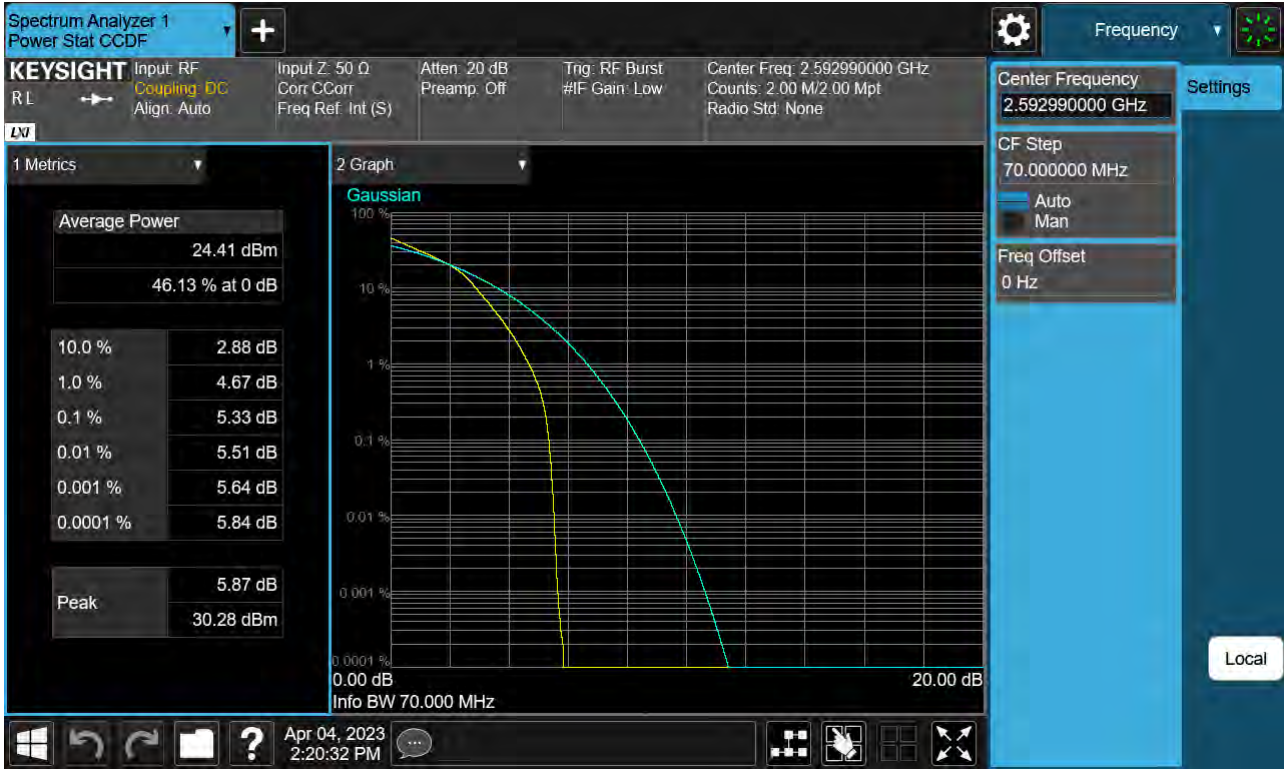 Spectrum Analyzer 1
Power Stat CCDF
+
Frequency
KEYSIGHT
R L
LXI
Input: RF
Coupling: DC
Align: Auto
Input Z: 50 Ω
Corr CCorr
Freq Ref: Int (S)
Atten: 20 dB
Preamp: Off
Trig: RF Burst
#IF Gain: Low
Center Freq: 2.592990000 GHz
Counts: 2.00 M/2.00 Mpt
Radio Std: None
Center Frequency
2.592990000 GHz
Settings
CF Step
70.000000 MHz
Auto
Man
Freq Offset
0 Hz
1 Metrics
Average Power
24.41 dBm
46.13 % at 0 dB
10.0 % 2.88 dB
1.0 % 4.67 dB
0.1 % 5.33 dB
0.01 % 5.51 dB
0.001 % 5.64 dB
0.0001 % 5.84 dB
Peak
5.87 dB
30.28 dBm
2 Graph
Gaussian
100 %
10 %
1 %
0.1 %
0.01 %
0.001 %
0.0001 %
0.00 dB 20.00 dB
Info BW 70.000 MHz
Local
?
Apr 04, 2023
2:20:32 PM